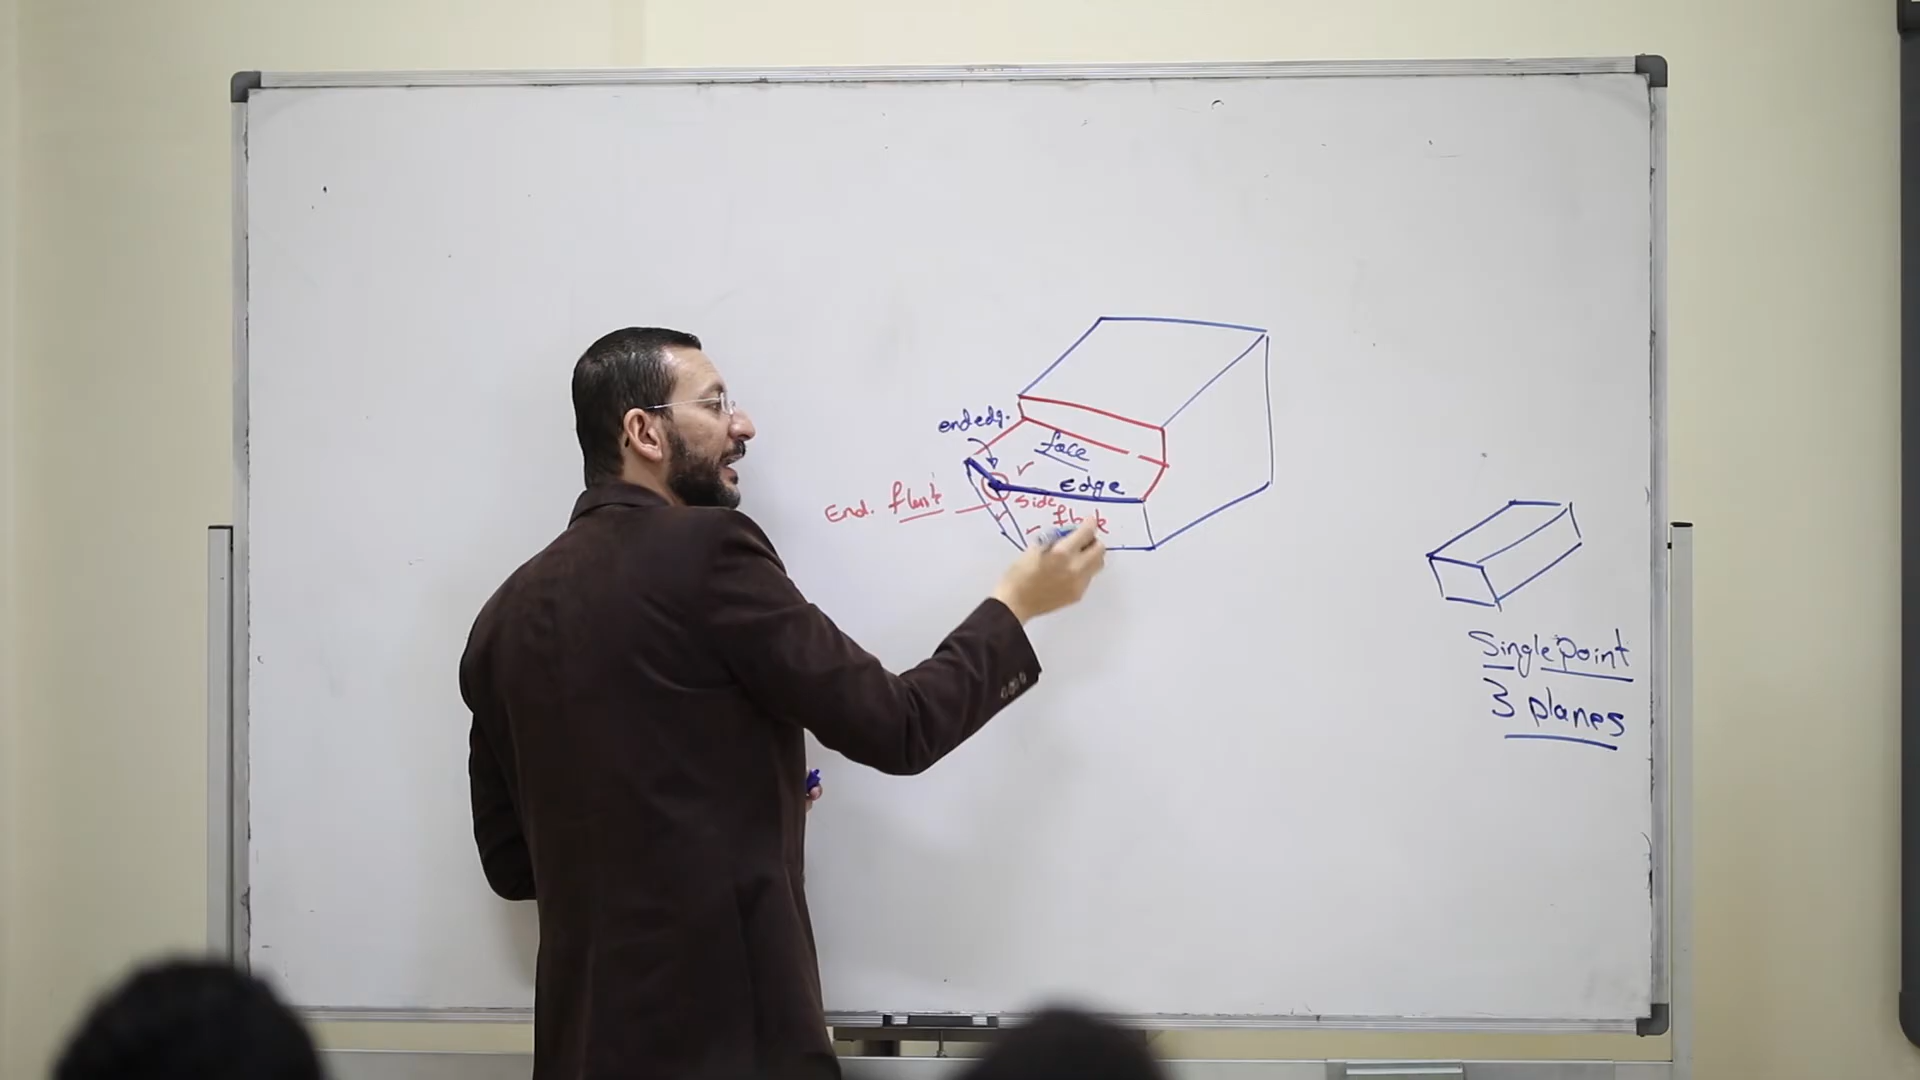 end edg.
face
edge
End. flank
Side
flank
Single point
3 planes